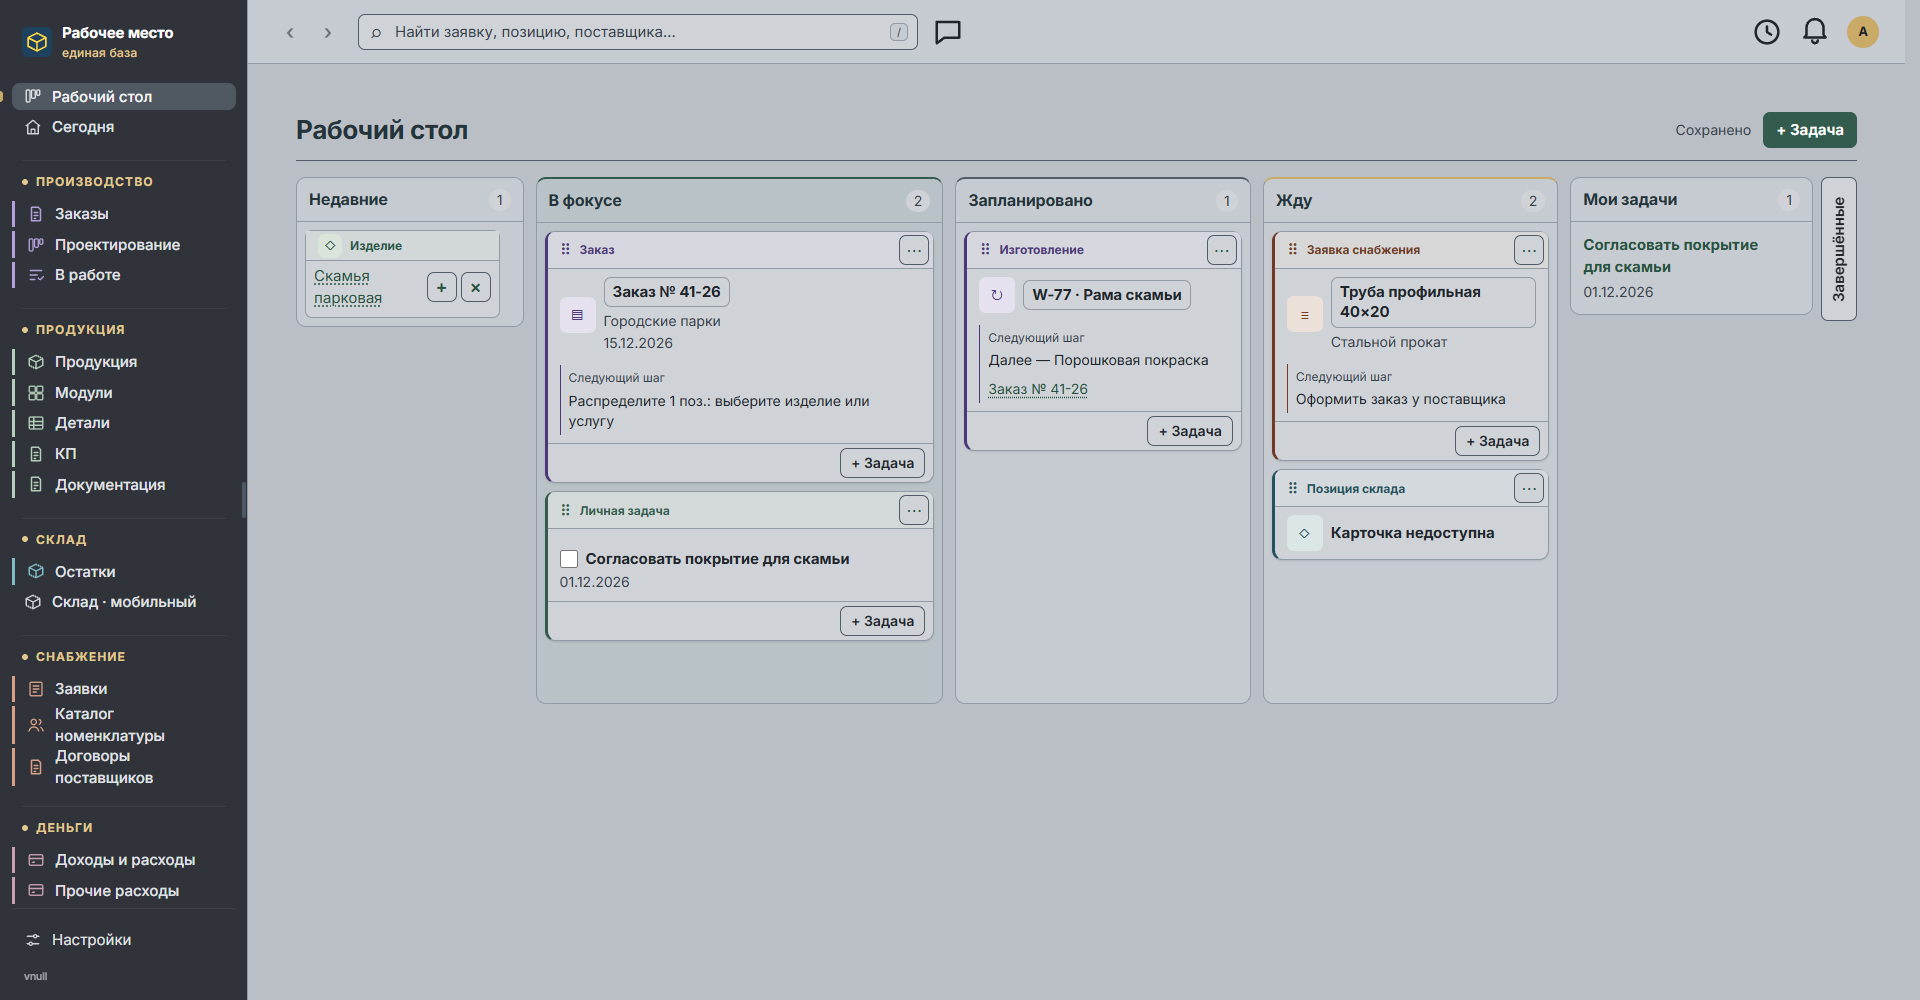 Рабочее место
единая база
Рабочий стол
Сегодня
ПРОИЗВОДСТВО
Заказы
Проектирование
В работе
ПРОДУКЦИЯ
Продукция
Модули
Детали
КП
Документация
СКЛАД
Остатки
Склад · мобильный
СНАБЖЕНИЕ
Заявки
Каталог
номенклатуры
Договоры
поставщиков
ДЕНЬГИ
Доходы и расходы
Прочие расходы
Настройки
vnull
Найти заявку, позицию, поставщика...
/
А
Рабочий стол
Сохранено
+ Задача
Недавние
1
Изделие
Скамья
парковая
+
×
В фокусе
2
Заказ
...
Заказ № 41-26
Городские парки
15.12.2026
Следующий шаг
Распределите 1 поз.: выберите изделие или
услугу
+ Задача
Личная задача
...
Согласовать покрытие для скамьи
01.12.2026
+ Задача
Запланировано
1
Изготовление
...
W-77 · Рама скамьи
Следующий шаг
Далее — Порошковая покраска
Заказ № 41-26
+ Задача
Жду
2
Заявка снабжения
...
Труба профильная
40×20
Стальной прокат
Следующий шаг
Оформить заказ у поставщика
+ Задача
Позиция склада
...
Карточка недоступна
Мои задачи
1
Согласовать покрытие
для скамьи
01.12.2026
Завершённые